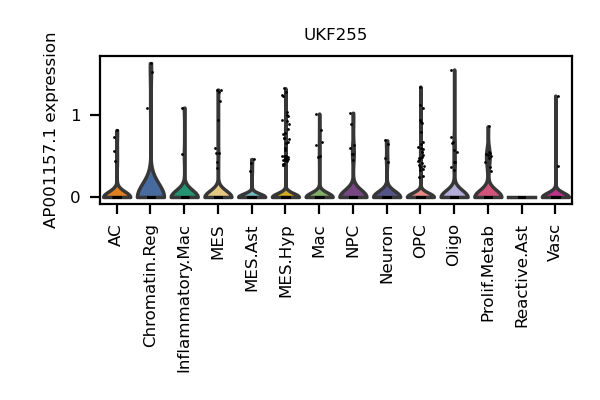 UKF255
AP001157.1 expression
1
0
AC
Chromatin.Reg
Inflammatory.Mac
MES
MES.Ast
MES.Hyp
Mac
NPC
Neuron
OPC
Oligo
Prolif.Metab
Reactive.Ast
Vasc